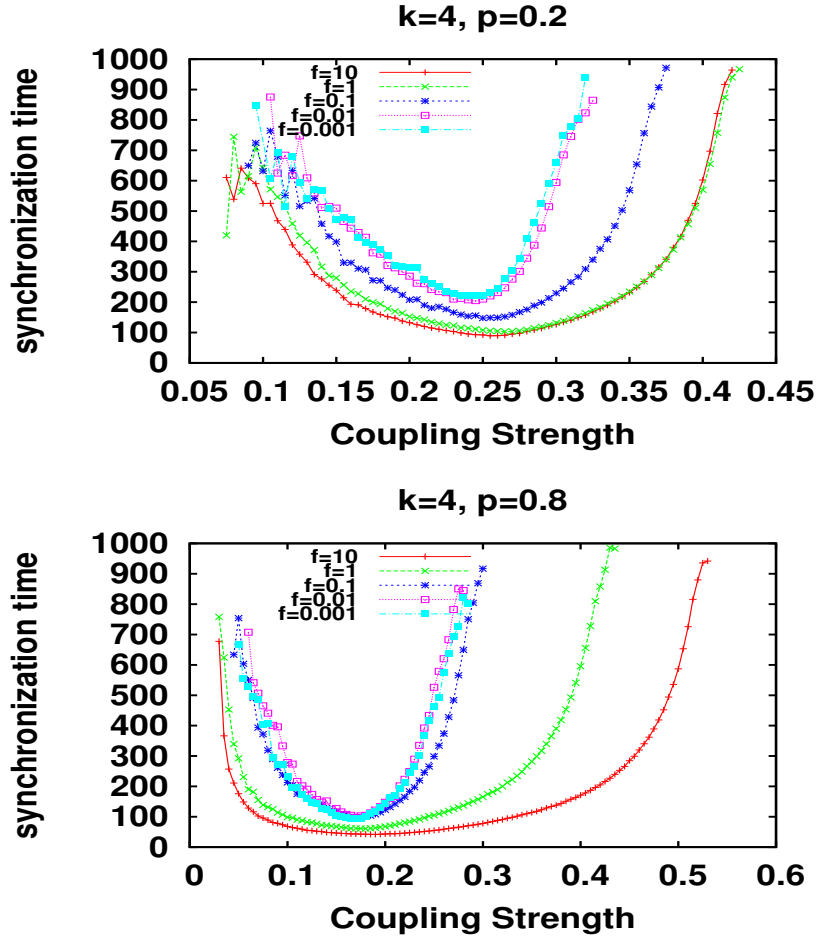 k=4, p=0.2
synchronization time
1000
900
800
700
600
500
400
300
200
100
0
f=10
f=1
f=0.1
f=0.01
f=0.001
0.05 0.1 0.15 0.2 0.25 0.3 0.35 0.4 0.45
Coupling Strength
k=4, p=0.8
synchronization time
1000
900
800
700
600
500
400
300
200
100
0
f=10
f=1
f=0.1
f=0.01
f=0.001
0 0.1 0.2 0.3 0.4 0.5 0.6
Coupling Strength